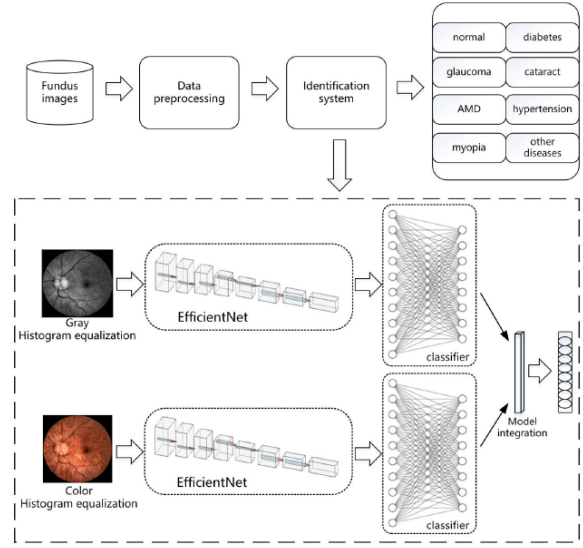 Fundus
images
Data
preprocessing
Identification
system
normal
diabetes
glaucoma
cataract
AMD
hypertension
myopia
other
diseases
Gray
Histogram equalization
EfficientNet
classifier
Model
integration
Color
Histogram equalization
EfficientNet
classifier